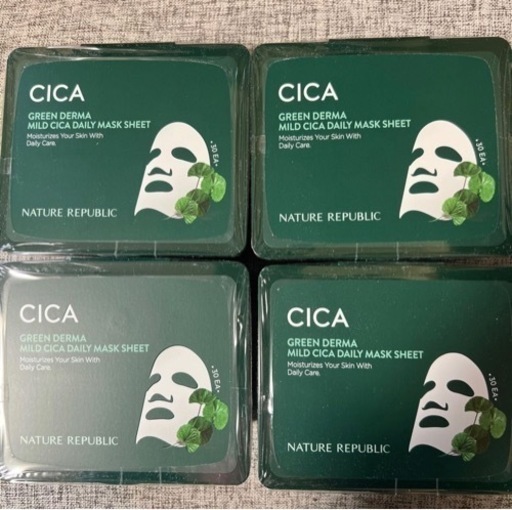 CICA
GREEN DERMA
MILD CICA DAILY MASK SHEET
Moisturizes Your Skin With
Daily Care.
•30 EA•
NATURE REPUBLIC
CICA
GREEN DERMA
MILD CICA DAILY MASK SHEET
Moisturizes Your Skin With
Daily Care.
•30 EA•
NATURE REPUBLIC
CICA
GREEN DERMA
MILD CICA DAILY MASK SHEET
Moisturizes Your Skin With
Daily Care.
•30 EA•
NATURE REPUBLIC
CICA
GREEN DERMA
MILD CICA DAILY MASK SHEET
Moisturizes Your Skin With
Daily Care.
•30 EA•
NATURE REPUBLIC